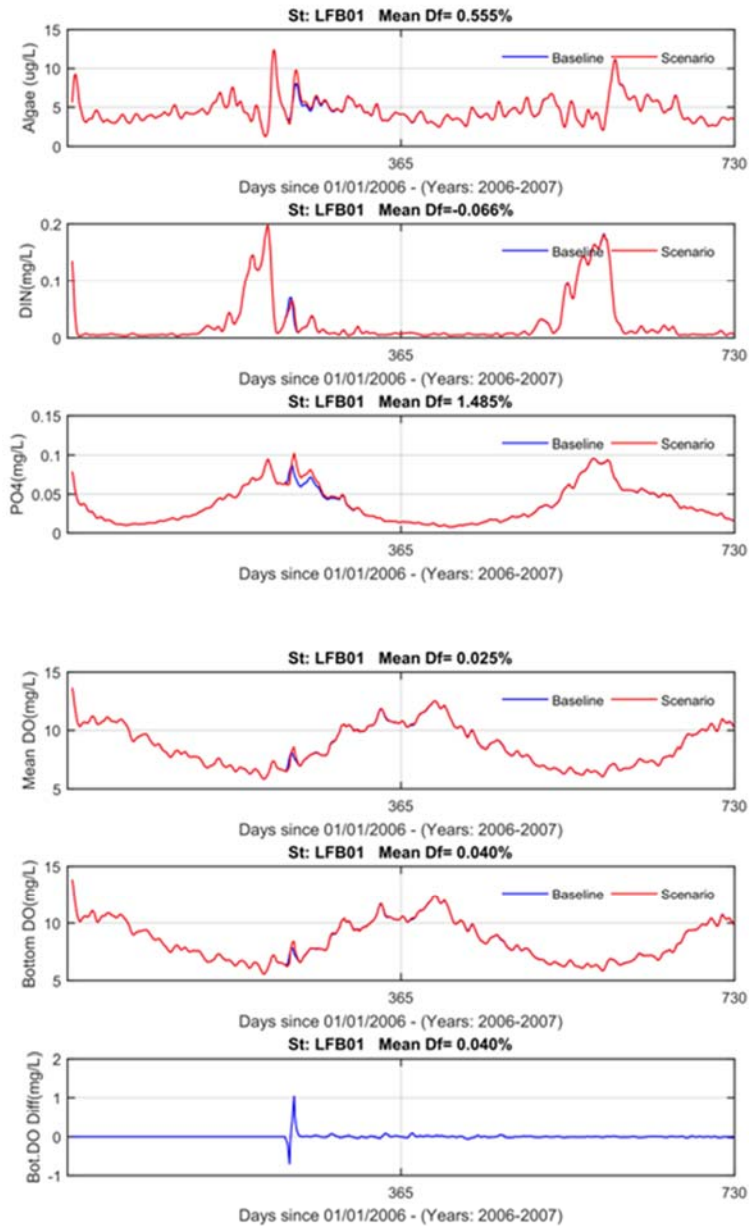 St: LFB01 Mean Df= 0.555%
15
10
5
0
Algae (ug/L)
Baseline Scenario
365 730
Days since 01/01/2006 - (Years: 2006-2007)
St: LFB01 Mean Df=-0.066%
0.2
0.1
0
DIN(mg/L)
Baseline Scenario
365 730
Days since 01/01/2006 - (Years: 2006-2007)
St: LFB01 Mean Df= 1.485%
0.15
0.1
0.05
0
PO4(mg/L)
Baseline Scenario
365 730
Days since 01/01/2006 - (Years: 2006-2007)
St: LFB01 Mean Df= 0.025%
15
10
5
Mean DO(mg/L)
Baseline Scenario
365 730
Days since 01/01/2006 - (Years: 2006-2007)
St: LFB01 Mean Df= 0.040%
15
10
5
Bottom DO(mg/L)
Baseline Scenario
365 730
Days since 01/01/2006 - (Years: 2006-2007)
St: LFB01 Mean Df= 0.040%
2
1
0
-1
Bot.DO Diff(mg/L)
365 730
Days since 01/01/2006 - (Years: 2006-2007)